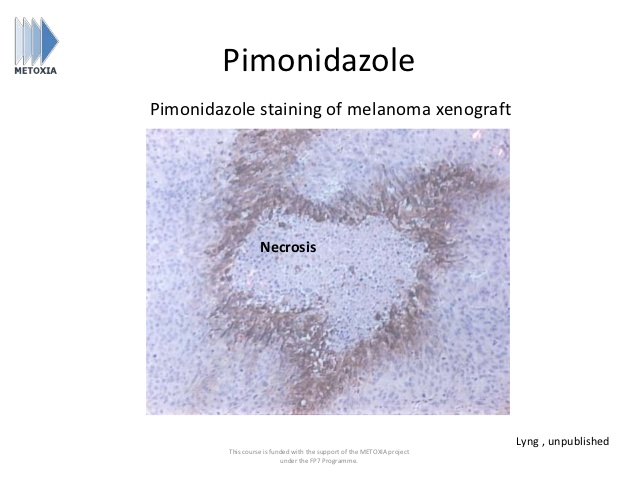 METOXIA
Pimonidazole
Pimonidazole staining of melanoma xenograft
Necrosis
Lyng , unpublished
This course is funded with the support of the METOXIA project
under the FP7 Programme.